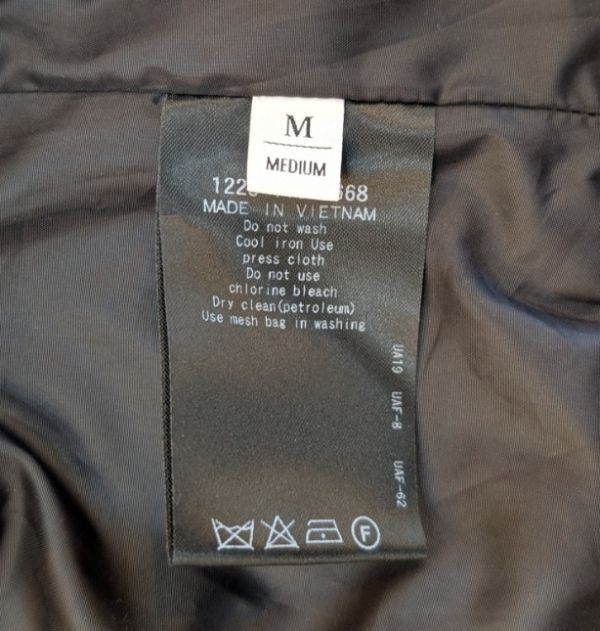 M
MEDIUM
MADE IN VIETNAM
Do not wash
Cool iron Use
press cloth
Do not use
chlorine bleach
Dry clean(petroleum)
Use mesh bag in washing
UA19 UAF-8 UAF-62
F